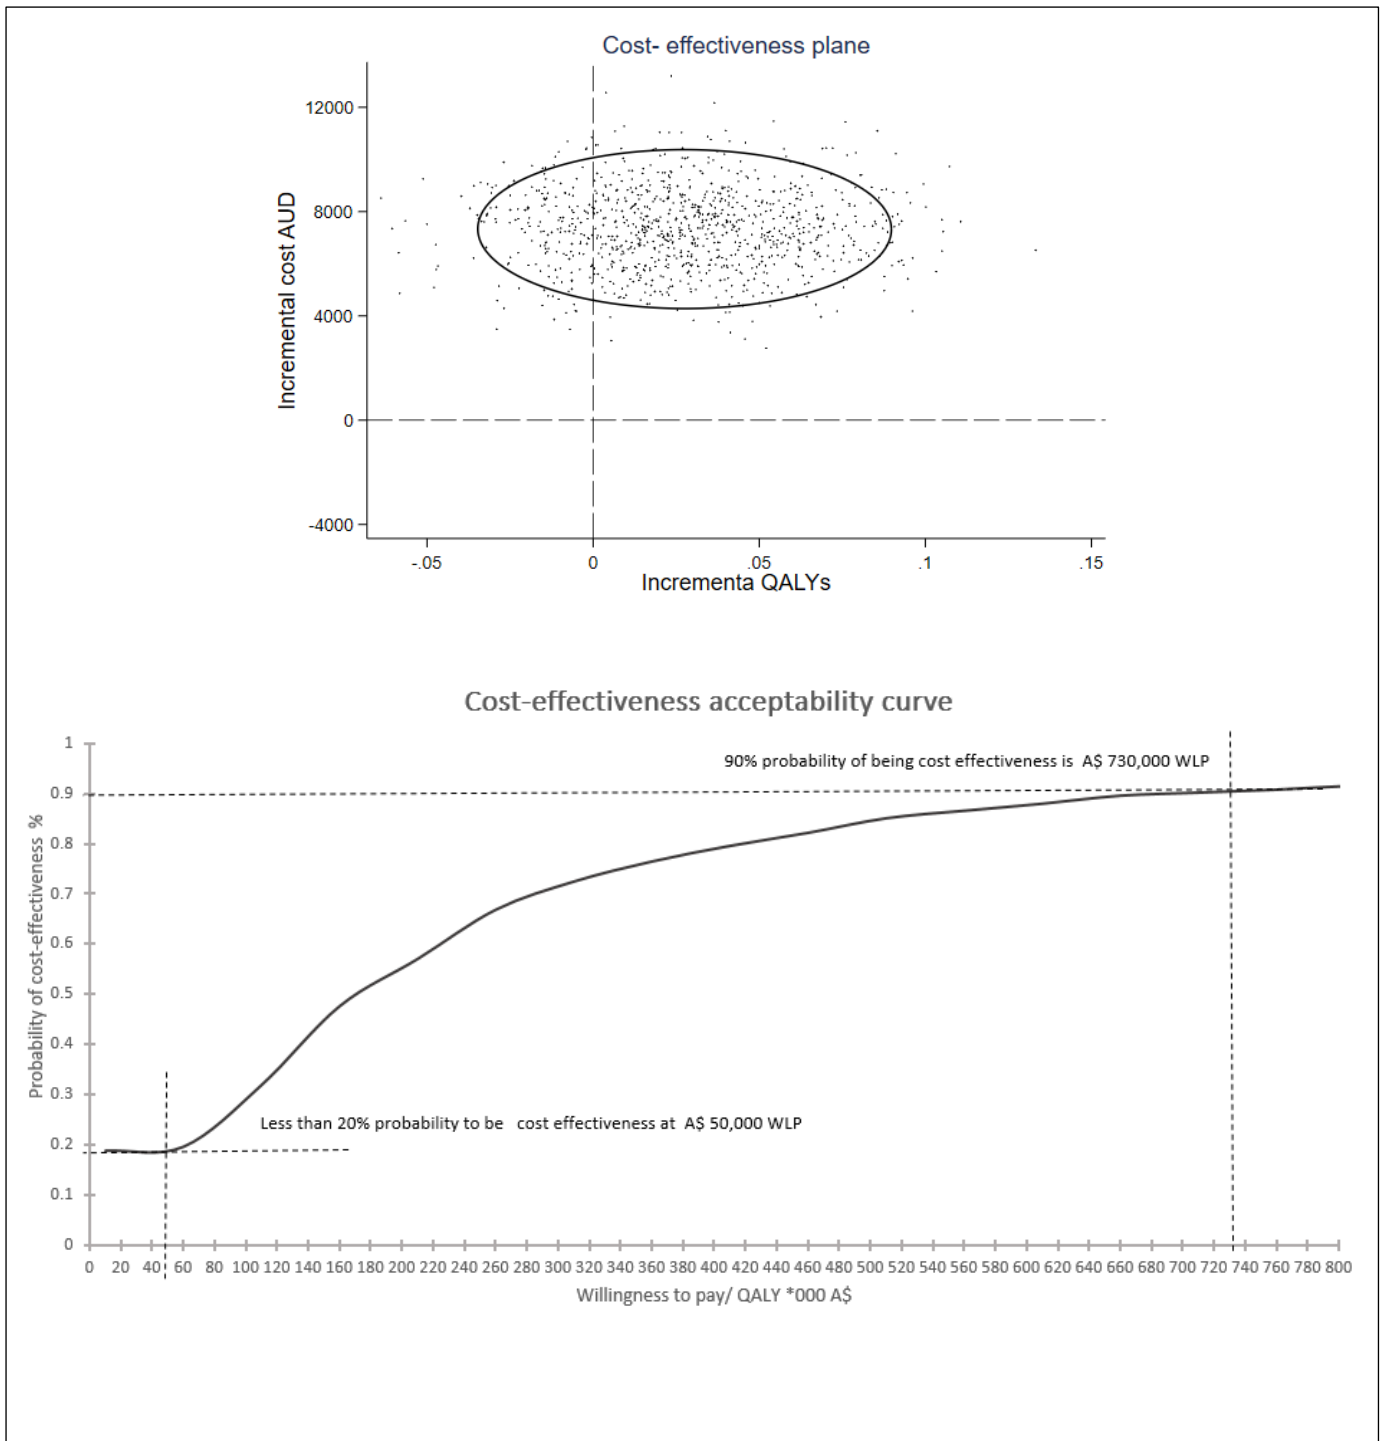 Cost- effectiveness plane
12000
8000
4000
0
-4000
Incremental cost AUD
-.05 0 .05 .1 .15
Incrementa QALYs
Cost-effectiveness acceptability curve
90% probability of being cost effectiveness is A$ 730,000 WLP
1
0.9
0.8
0.7
0.6
0.5
0.4
0.3
0.2
0.1
0
Probability of cost-effectiveness %
Less than 20% probability to be cost effectiveness at A$ 50,000 WLP
0 20 40 60 80 100 120 140 160 180 200 220 240 260 280 300 320 340 360 380 400 420 440 460 480 500 520 540 560 580 600 620 640 660 680 700 720 740 760 780 800
Willingness to pay/ QALY *000 A$